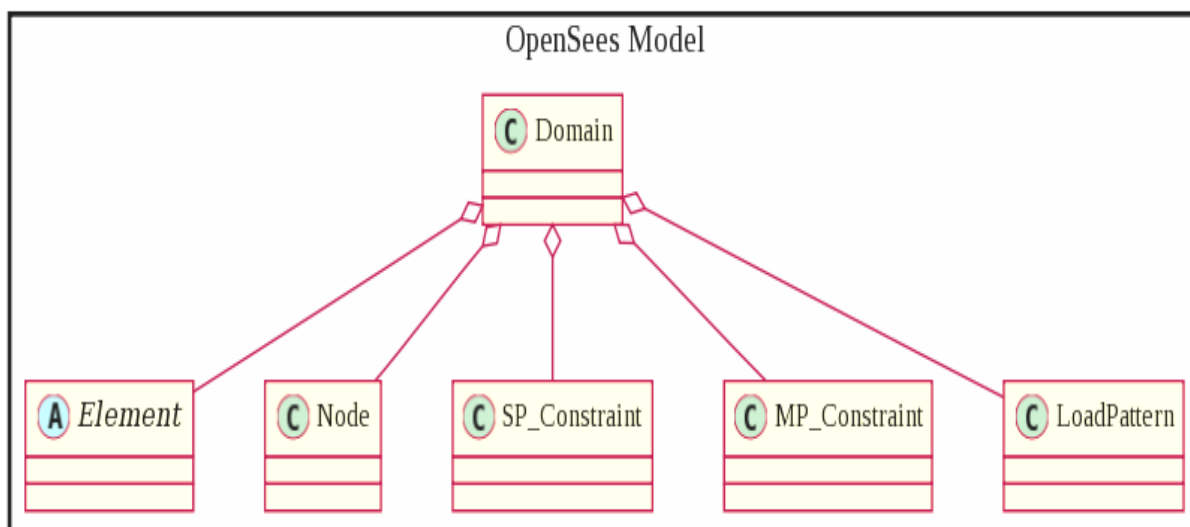 OpenSees Model
C Domain
A Element
C Node
C SP_Constraint
C MP_Constraint
C LoadPattern